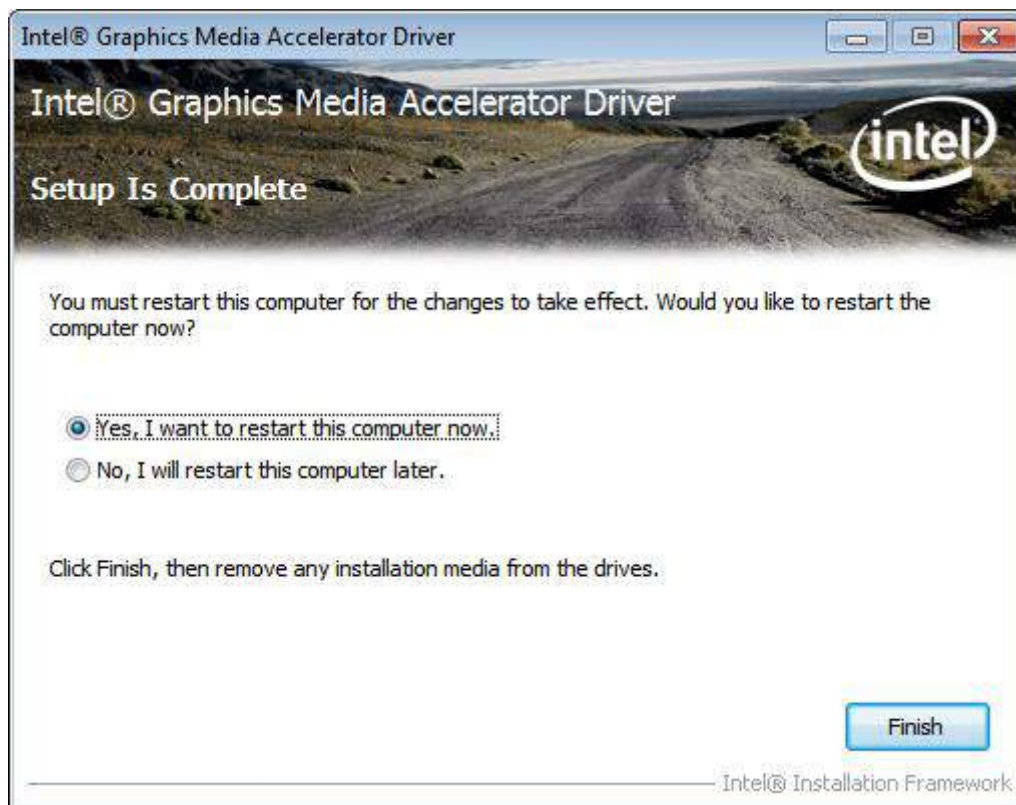 Intel® Graphics Media Accelerator Driver
Intel® Graphics Media Accelerator Driver
intel
Setup Is Complete
You must restart this computer for the changes to take effect. Would you like to restart the
computer now?
Yes, I want to restart this computer now.
No, I will restart this computer later.
Click Finish, then remove any installation media from the drives.
Finish
Intel® Installation Framework